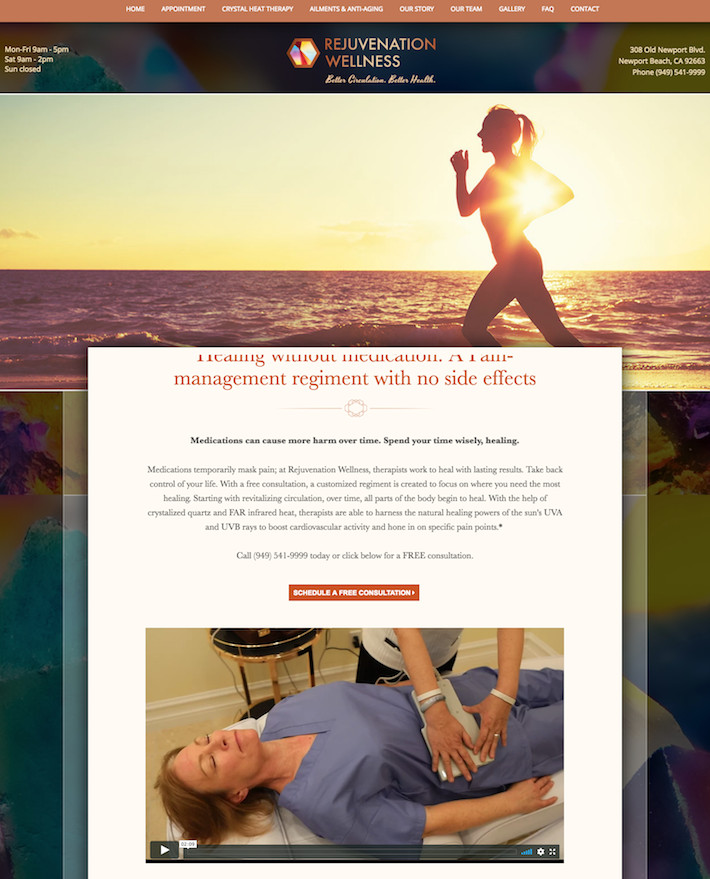 HOME APPOINTMENT CRYSTAL HEAT THERAPY AILMENTS & ANTI-AGING OUR STORY OUR TEAM GALLERY FAQ CONTACT
Mon-Fri 9am - 5pm
Sat 9am - 2pm
Sun closed
REJUVENATION
WELLNESS
Better Circulation. Better Health.
308 Old Newport Blvd.
Newport Beach, CA 92663
Phone (949) 541-9999
Healing without medication: A Pain-
management regiment with no side effects
Medications can cause more harm over time. Spend your time wisely, healing.
Medications temporarily mask pain; at Rejuvenation Wellness, therapists work to heal with lasting results. Take back
control of your life. With a free consultation, a customized regiment is created to focus on where you need the most
healing. Starting with revitalizing circulation, over time, all parts of the body begin to heal. With the help of
crystalized quartz and FAR infrared heat, therapists are able to harness the natural healing powers of the sun's UVA
and UVB rays to boost cardiovascular activity and hone in on specific pain points.*
Call (949) 541-9999 today or click below for a FREE consultation.
SCHEDULE A FREE CONSULTATION
02:09